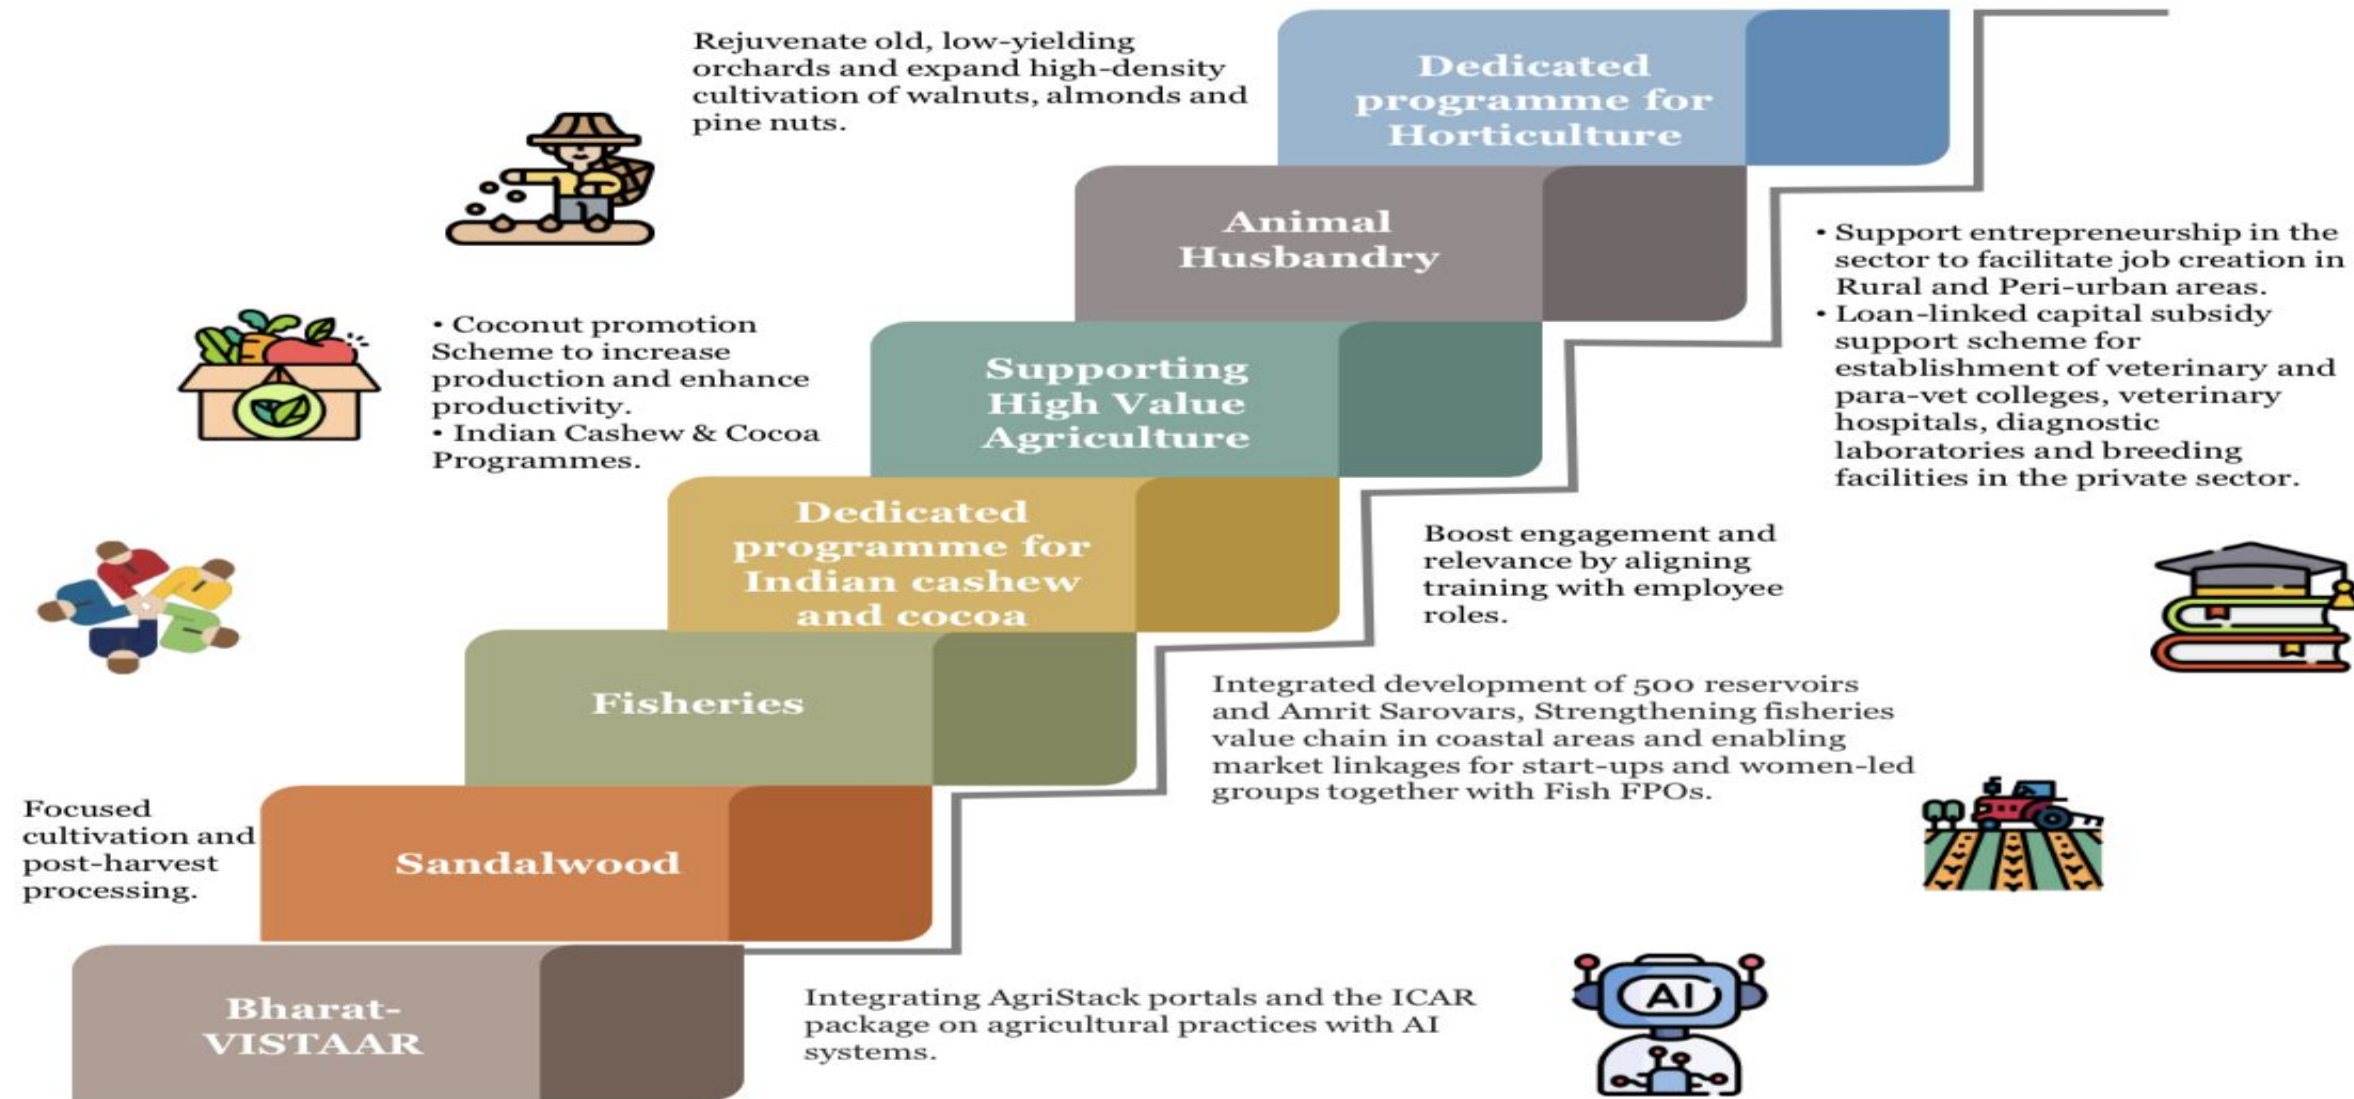 Rejuvenate old, low-yielding
orchards and expand high-density
cultivation of walnuts, almonds and
pine nuts.
Dedicated
programme for
Horticulture
Animal
Husbandry
• Support entrepreneurship in the
sector to facilitate job creation in
Rural and Peri-urban areas.
• Loan-linked capital subsidy
support scheme for
establishment of veterinary and
para-vet colleges, veterinary
hospitals, diagnostic
laboratories and breeding
facilities in the private sector.
• Coconut promotion
Scheme to increase
production and enhance
productivity.
• Indian Cashew & Cocoa
Programmes.
Supporting
High Value
Agriculture
Dedicated
programme for
Indian cashew
and cocoa
Boost engagement and
relevance by aligning
training with employee
roles.
Fisheries
Integrated development of 500 reservoirs
and Amrit Sarovars, Strengthening fisheries
value chain in coastal areas and enabling
market linkages for start-ups and women-led
groups together with Fish FPOs.
Focused
cultivation and
post-harvest
processing.
Sandalwood
Bharat-
VISTAAR
Integrating AgriStack portals and the ICAR
package on agricultural practices with AI
systems.
AI